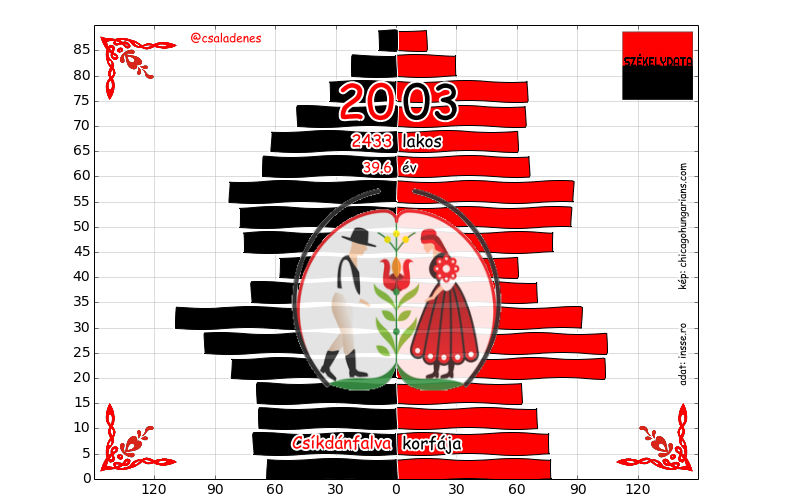 @csaladenes
SZÉKELYDATA
2003
2433 lakos
39.6 év
kép: chicagohungarians.com
adat: insse.ro
Csíkdánfalva korfája
85
80
75
70
65
60
55
50
45
40
35
30
25
20
15
10
5
0
120 90 60 30 0 30 60 90 120